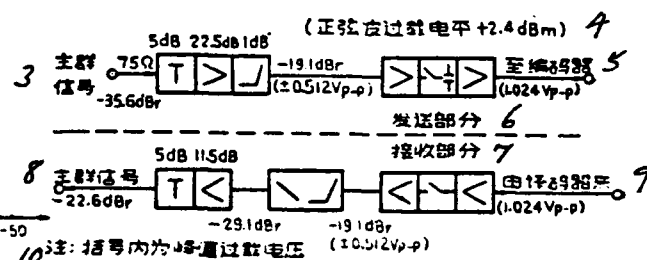 (正弦波过载电平 +2.4 dBm) 4
5dB 22.5dB 1dB
3 主群信号 75Ω
-35.6dBr
T > -19.1dBr (±0.512Vp-p) > T 至编码器 5
(1.024Vp-p)
发送部分 6
接收部分 7
5dB 11.5dB
8 主群信号
-22.6dBr
T < -29.1dBr
-19.1dBr (±0.512Vp-p)
< < 由译码器来 9
(1.024Vp-p)
-50
10 注: 括号内为峰值过载电压